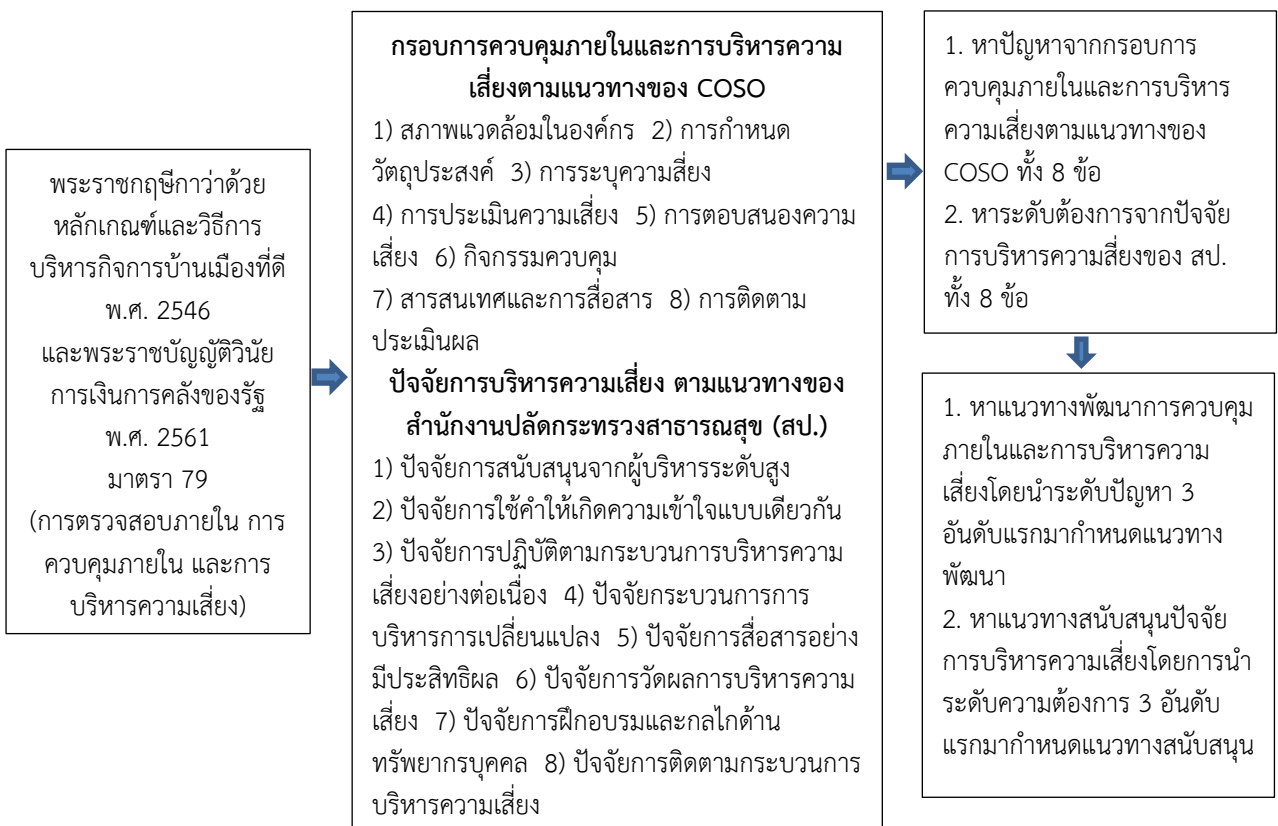 พระราชกฤษีกาว่าด้วย
หลักเกณฑ์และวิธีการ
บริหารกิจการบ้านเมืองที่ดี
พ.ศ. 2546
และพระราชบัญญัติวินัย
การเงินการคลังของรัฐ
พ.ศ. 2561
มาตรา 79
(การตรวจสอบภายใน การ
ควบคุมภายใน และการ
บริหารความเสี่ยง)
กรอบการควบคุมภายในและการบริหารความ
เสี่ยงตามแนวทางของ COSO
1) สภาพแวดล้อมในองค์กร 2) การกำหนด
วัตถุประสงค์ 3) การระบุความสี่ยง
4) การประเมินความเสี่ยง 5) การตอบสนองความ
เสี่ยง 6) กิจกรรมควบคุม
7) สารสนเทศและการสื่อสาร 8) การติดตาม
ประเมินผล
ปัจจัยการบริหารความเสี่ยง ตามแนวทางของ
สำนักงานปลัดกระทรวงสาธารณสุข (สป.)
1) ปัจจัยการสนับสนุนจากผู้บริหารระดับสูง
2) ปัจจัยการใช้คำให้เกิดความเข้าใจแบบเดียวกัน
3) ปัจจัยการปฏิบัติตามกระบวนการบริหารความ
เสี่ยงอย่างต่อเนื่อง 4) ปัจจัยกระบวนการการ
บริหารการเปลี่ยนแปลง 5) ปัจจัยการสื่อสารอย่าง
มีประสิทธิผล 6) ปัจจัยการวัดผลการบริหารความ
เสี่ยง 7) ปัจจัยการฝึกอบรมและกลไกด้าน
ทรัพยากรบุคคล 8) ปัจจัยการติดตามกระบวนการ
บริหารความเสี่ยง
1. หาปัญหาจากกรอบการ
ควบคุมภายในและการบริหาร
ความเสี่ยงตามแนวทางของ
COSO ทั้ง 8 ข้อ
2. หาระดับต้องการจากปัจจัย
การบริหารความสี่ยงของ สป.
ทั้ง 8 ข้อ
1. หาแนวทางพัฒนาการควบคุม
ภายในและการบริหารความ
เสี่ยงโดยนำระดับปัญหา 3
อันดับแรกมากำหนดแนวทาง
พัฒนา
2. หาแนวทางสนับสนุนปัจจัย
การบริหารความเสี่ยงโดยการนำ
ระดับความต้องการ 3 อันดับ
แรกมากำหนดแนวทางสนับสนุน